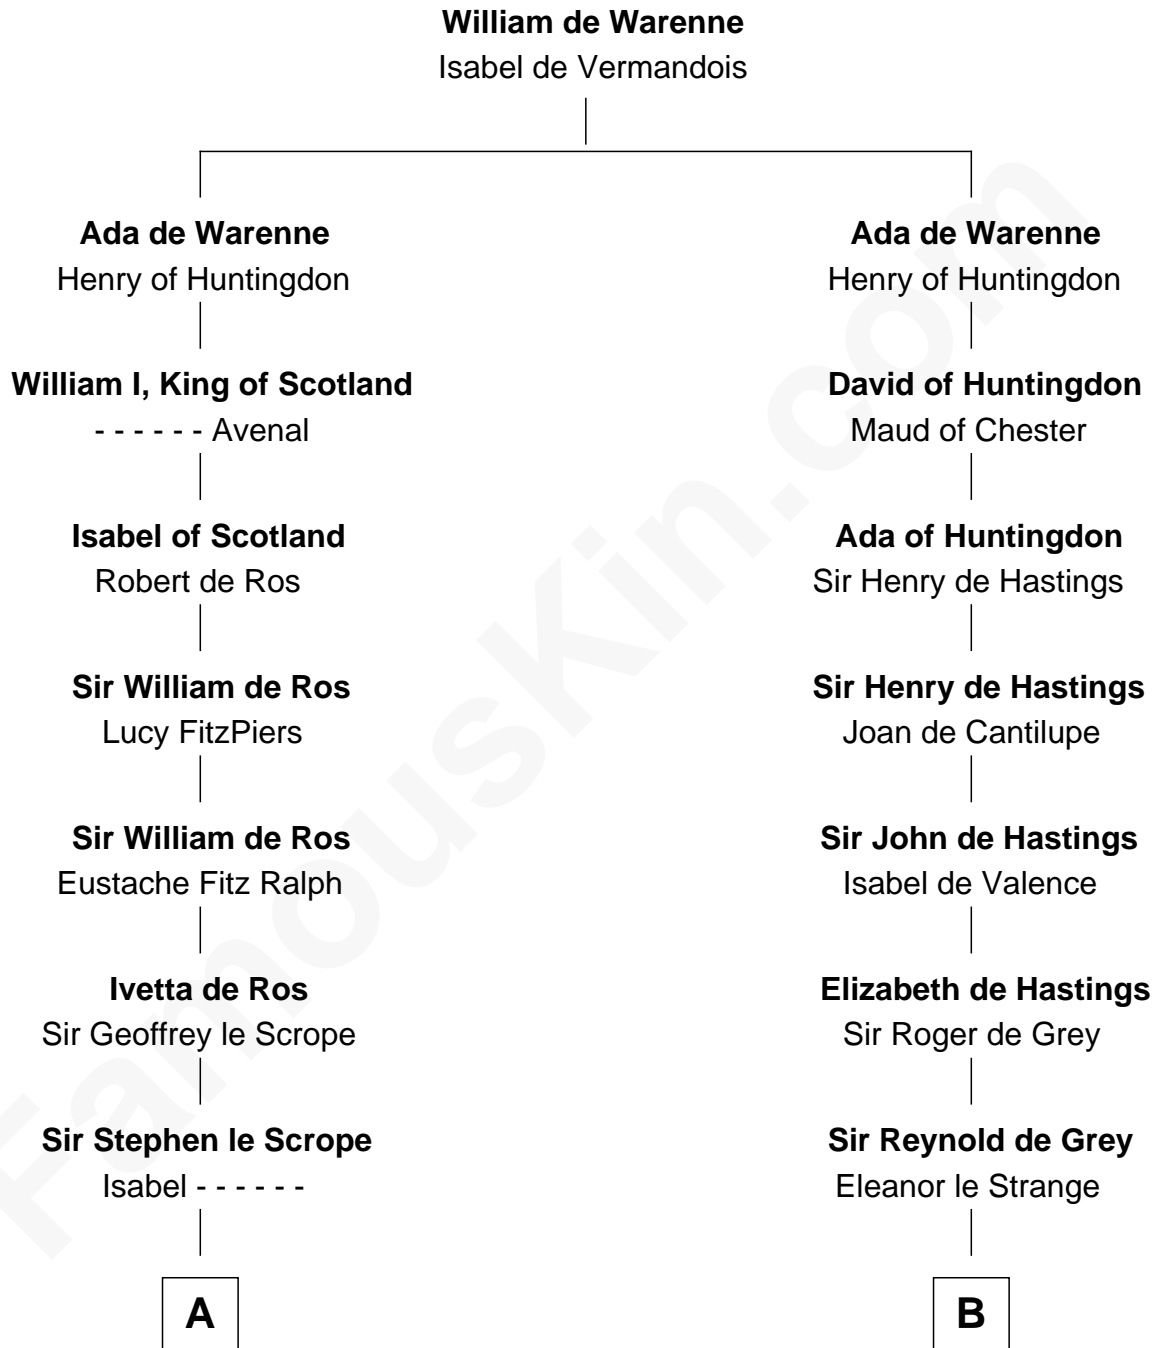 William de Warenne
Isabel de Vermandois
Ada de Warenne
Henry of Huntingdon
Ada de Warenne
Henry of Huntingdon
William I, King of Scotland
- - - - - - Avenal
David of Huntingdon
Maud of Chester
Isabel of Scotland
Robert de Ros
Ada of Huntingdon
Sir Henry de Hastings
Sir William de Ros
Lucy FitzPiers
Sir Henry de Hastings
Joan de Cantilupe
Sir William de Ros
Eustache Fitz Ralph
Sir John de Hastings
Isabel de Valence
Ivetta de Ros
Sir Geoffrey le Scrope
Elizabeth de Hastings
Sir Roger de Grey
Sir Stephen le Scrope
Isabel - - - - - -
Sir Reynold de Grey
Eleanor le Strange
A
B
FamousKin.com